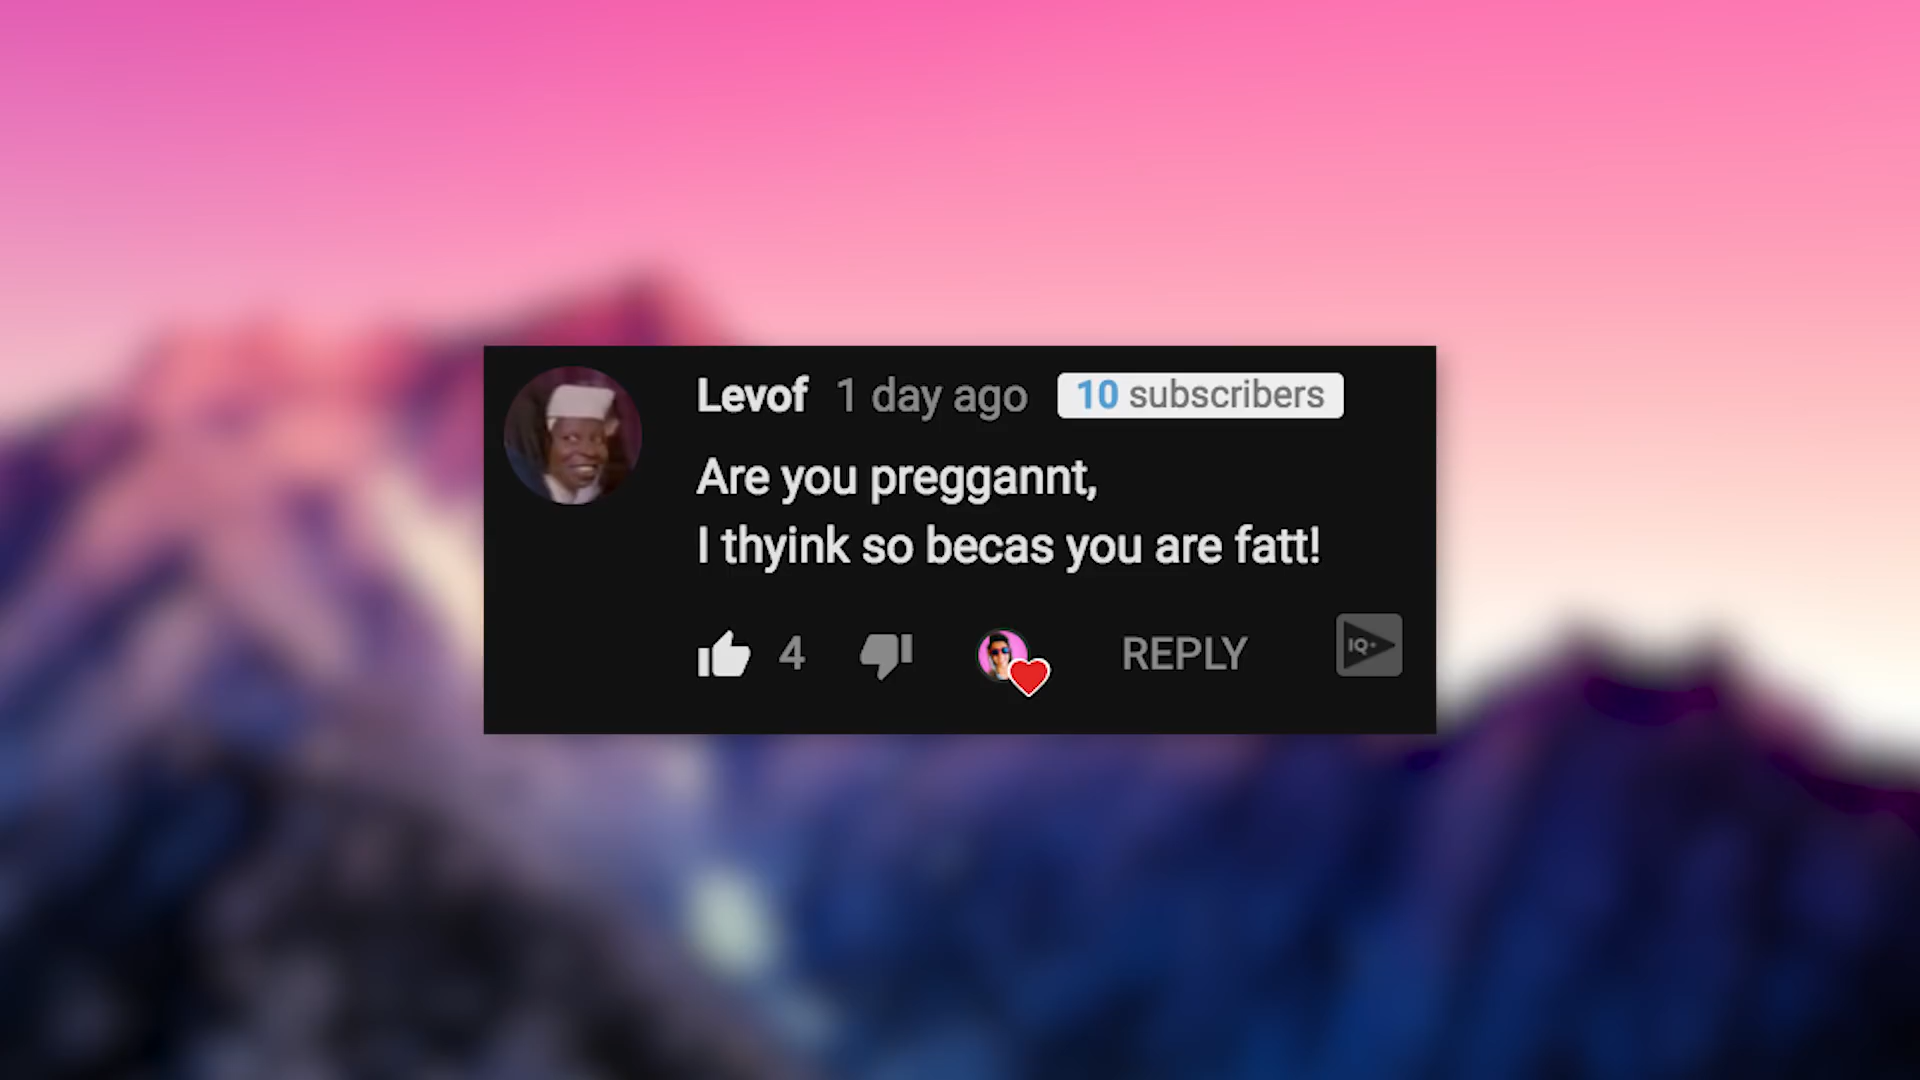 Levof 1 day ago 10 subscribers
Are you preggannt,
I thyink so becas you are fatt!
4 REPLY IQ+